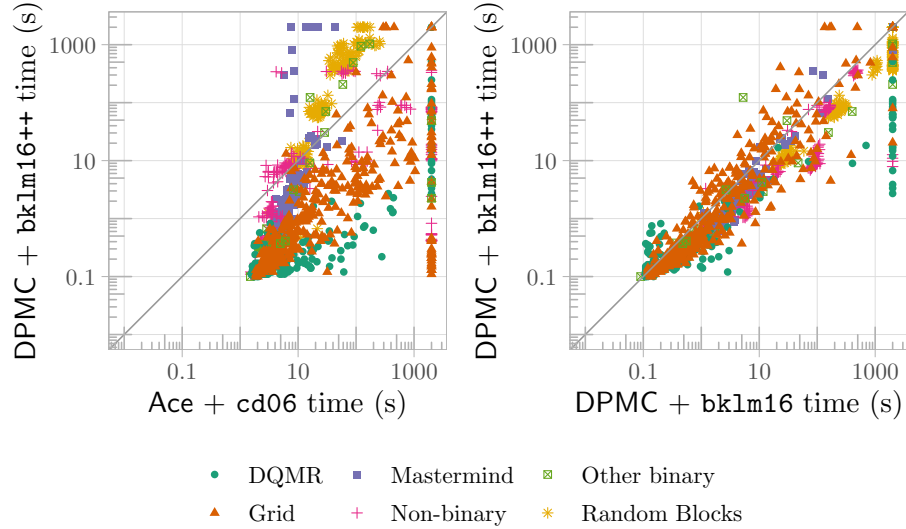 DPMC + bklm16++ time (s)
1000
10
0.1
0.1
10
1000
Ace + cd06 time (s)
DPMC + bklm16++ time (s)
1000
10
0.1
0.1
10
1000
DPMC + bklm16 time (s)
DQMR
Mastermind
Other binary
Grid
Non-binary
Random Blocks